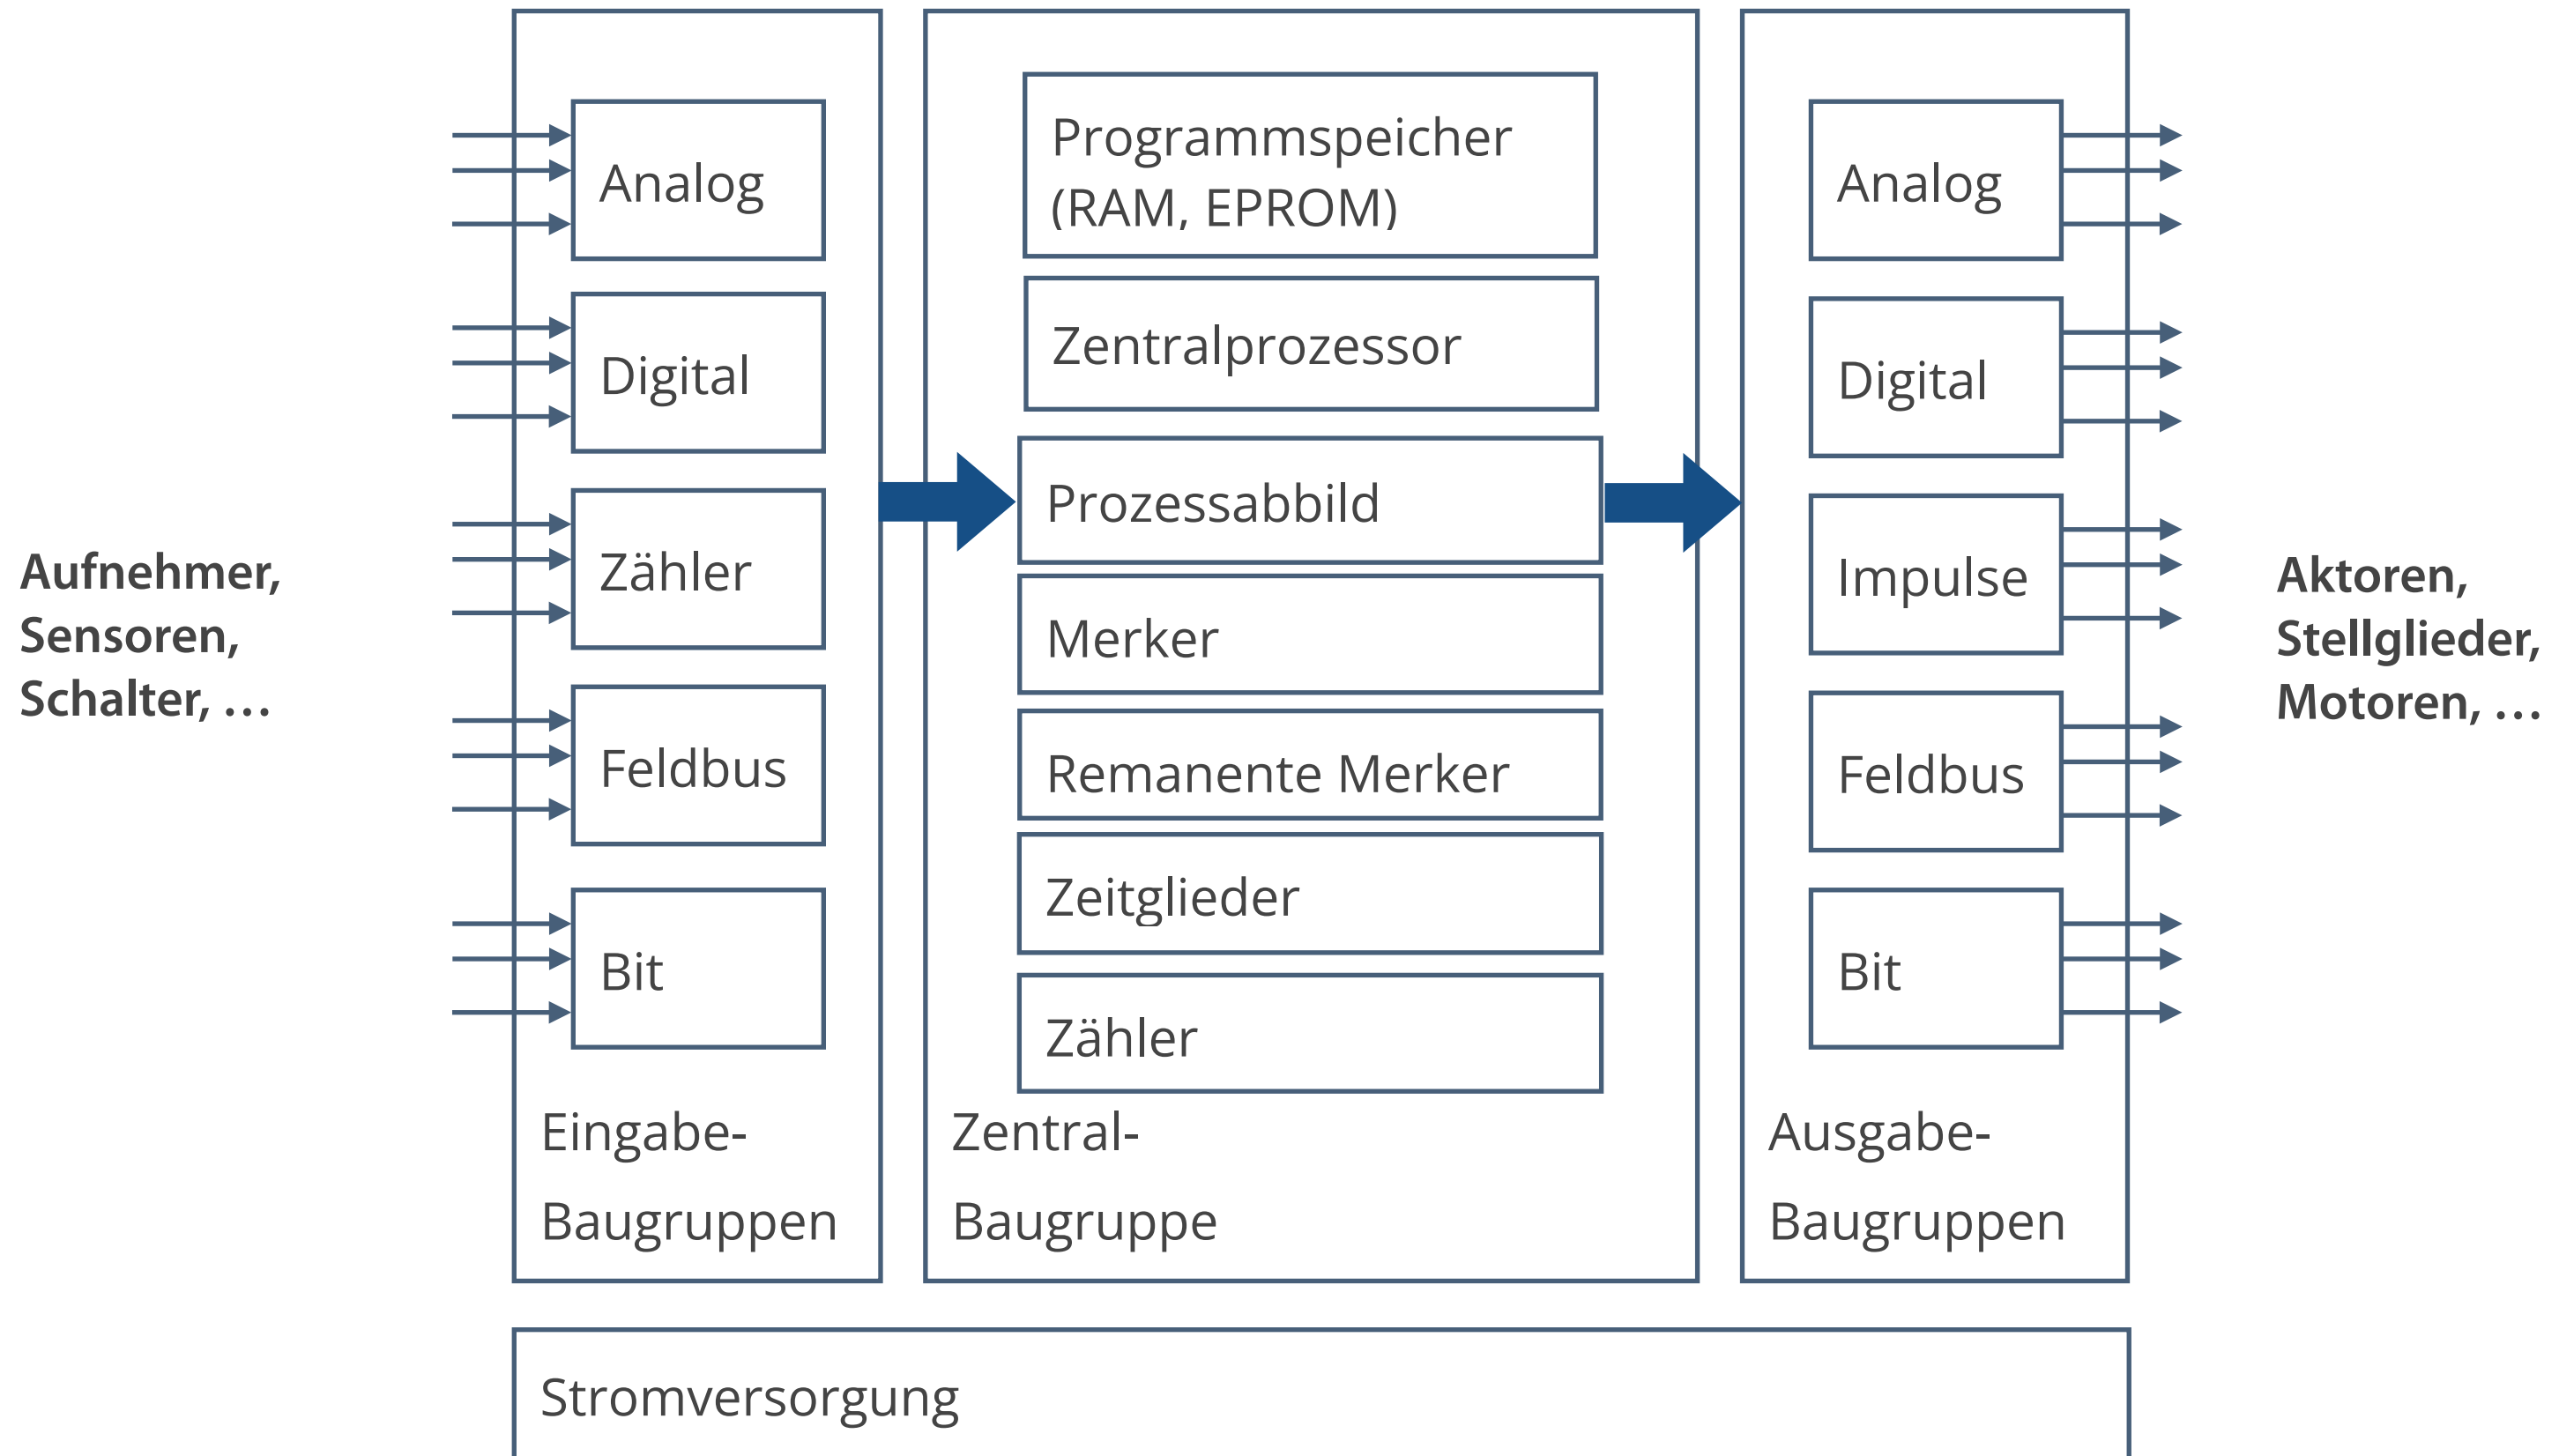 Aufnehmer,
Sensoren,
Schalter, …
Analog
Digital
Zähler
Feldbus
Bit
Eingabe-
Baugruppen
Programmspeicher
(RAM, EPROM)
Zentralprozessor
Prozessabbild
Merker
Remanente Merker
Zeitglieder
Zähler
Zentral-
Baugruppe
Analog
Digital
Impulse
Feldbus
Bit
Ausgabe-
Baugruppen
Aktoren,
Stellglieder,
Motoren, …
Stromversorgung